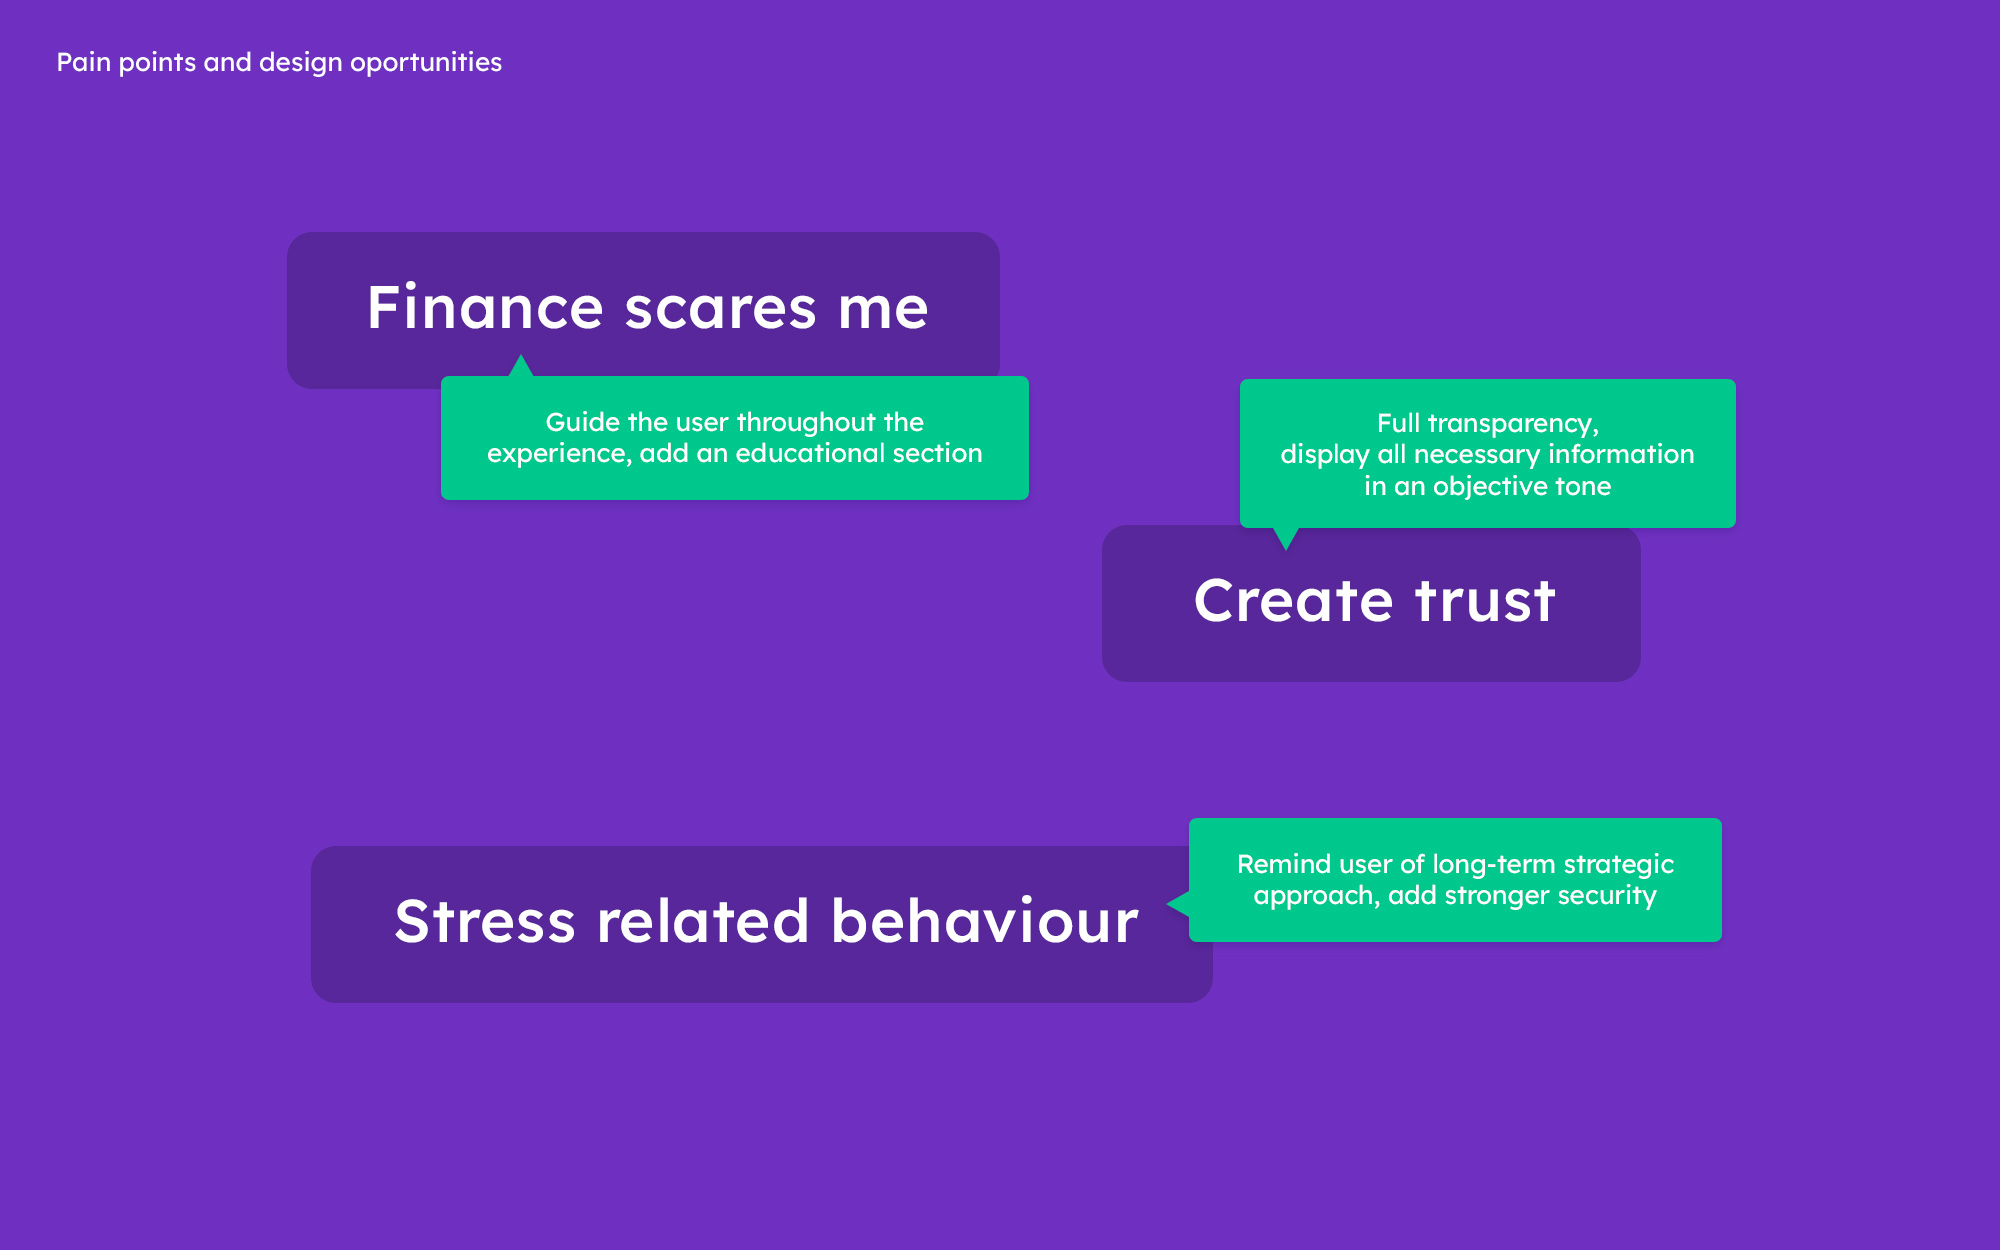 Pain points and design oportunities
Finance scares me
Guide the user throughout the
experience, add an educational section
Full transparency,
display all necessary information
in an objective tone
Create trust
Stress related behaviour
Remind user of long-term strategic
approach, add stronger security